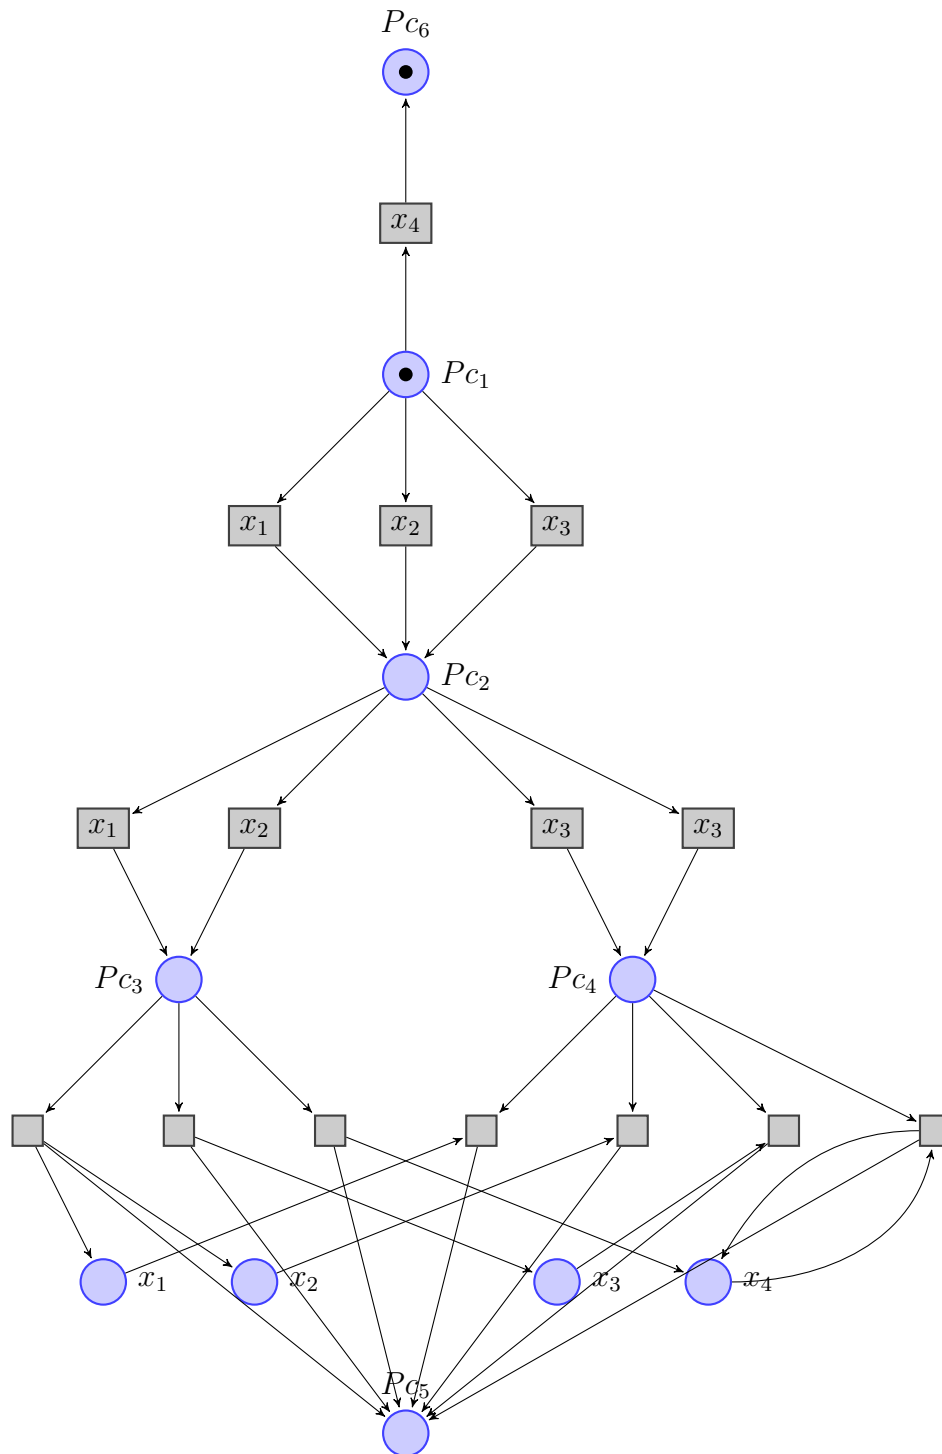 Pc₆
x₄
Pc₁
x₁ x₂ x₃
Pc₂
x₁ x₂ x₃ x₃
Pc₃ Pc₄
x₁ x₂ x₃ x₄
Pc₅